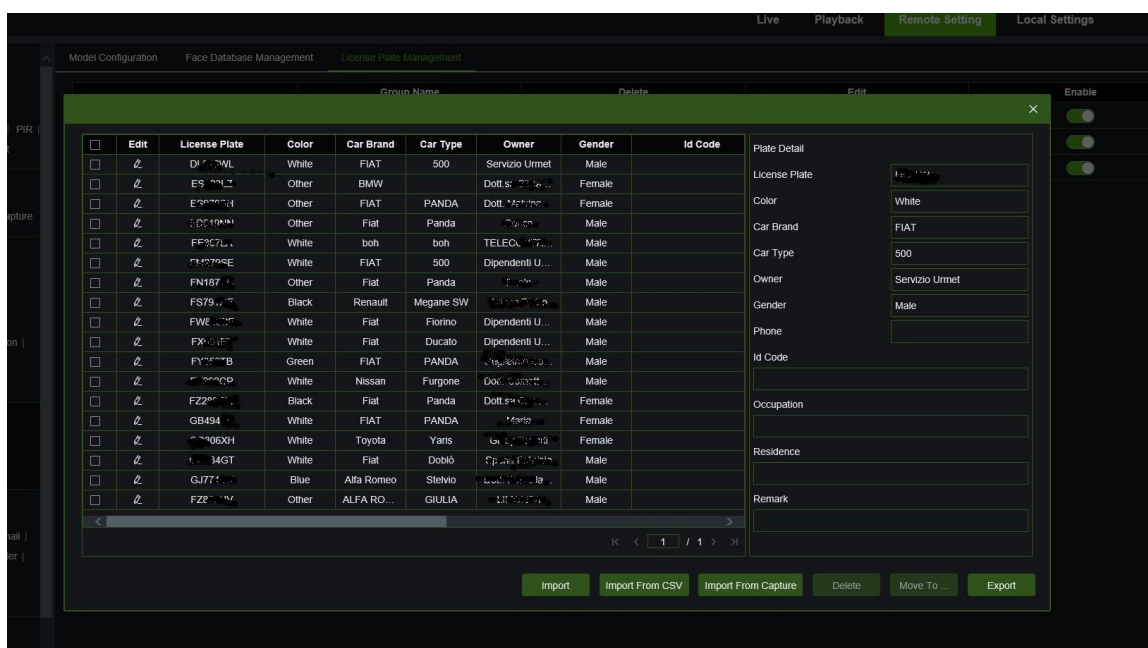 Live Playback Remote Setting Local Settings
Model Configuration Face Database Management License Plate Management
Group Name Delete Edit Enable
PIR |
apture
on |
ail |
ter |
Edit License Plate Color Car Brand Car Type Owner Gender Id Code
White FIAT 500 Servizio Urmet Male
Other BMW Female
Other FIAT PANDA Dott. Female
Other Fiat Panda Male
White boh boh Male
White FIAT 500 Dipendenti U... Male
FN187 Other Fiat Panda Male
FS79 Black Renault Megane SW Male
White Fiat Fiorino Dipendenti U... Male
White Fiat Ducato Dipendenti U... Male
Green FIAT PANDA Male
White Nissan Furgone Male
Black Fiat Panda Female
GB494 White FIAT PANDA Female
White Toyota Yaris Female
34GT White Fiat Doblò Male
Blue Alfa Romeo Stelvio Male
Other ALFA RO... GIULIA Male
1 / 1
Plate Detail
License Plate
Color White
Car Brand FIAT
Car Type 500
Owner Servizio Urmet
Gender Male
Phone
Id Code
Occupation
Residence
Remark
Import Import From CSV Import From Capture Delete Move To ... Export